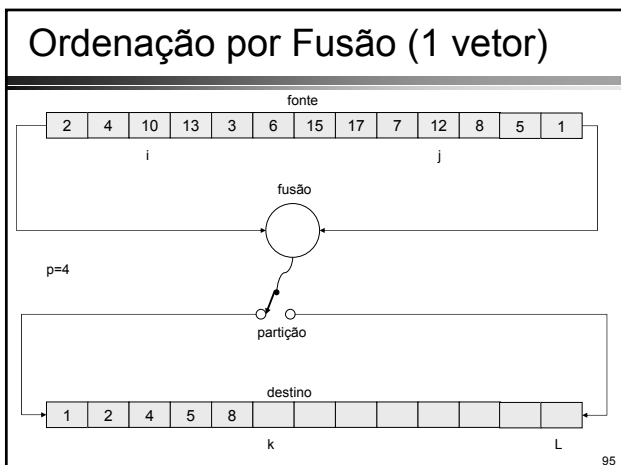 Ordenação por Fusão (1 vetor)
fonte
2 4 10 13 3 6 15 17 7 12 8 5 1
i j
fusão
p=4
partição
destino
1 2 4 5 8
k L
95